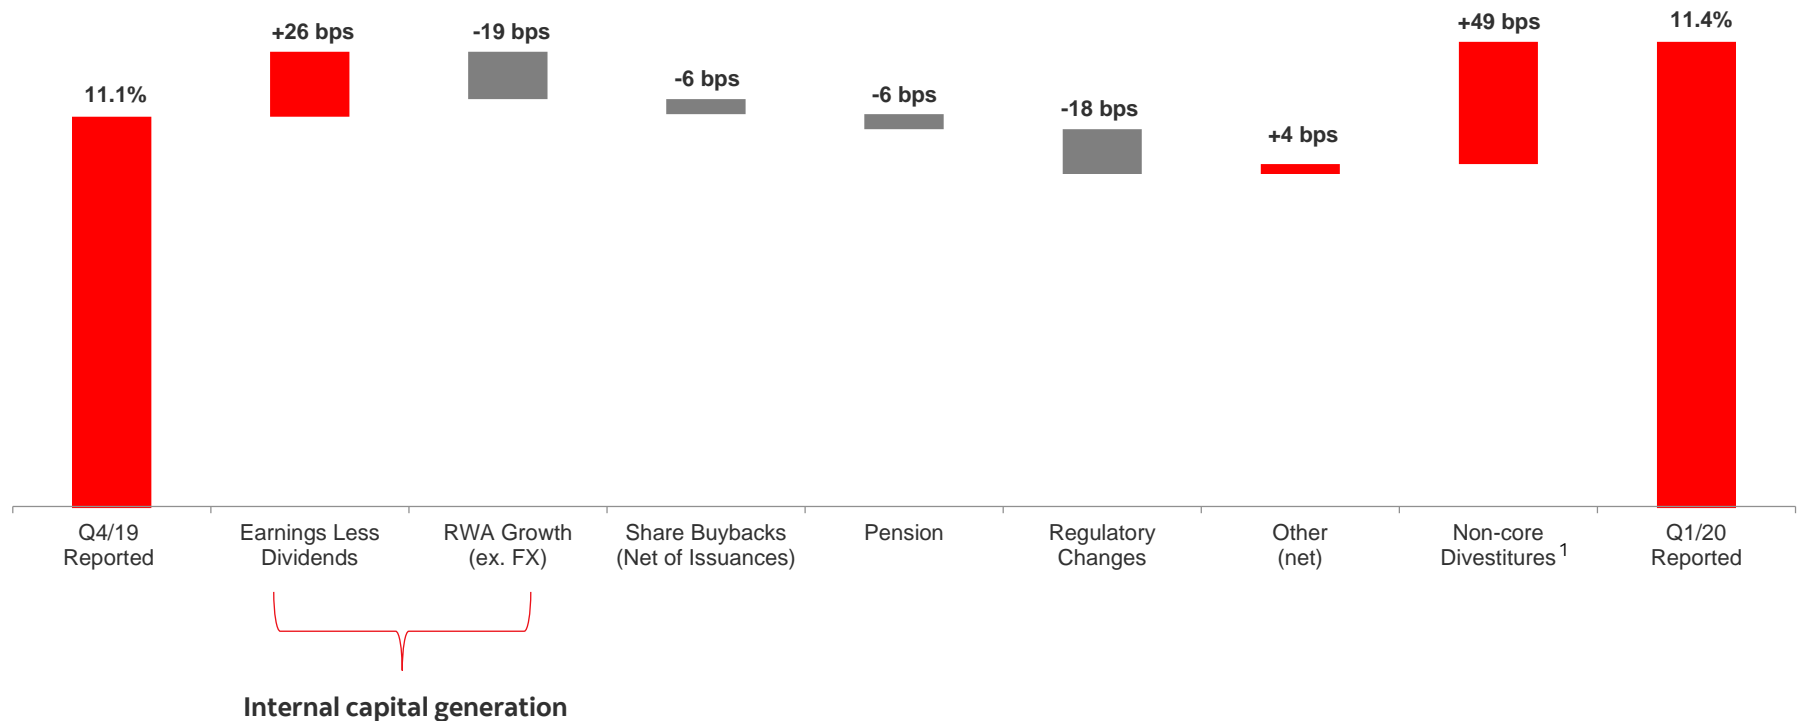 11.1%
+26 bps
-19 bps
-6 bps
-6 bps
-18 bps
+4 bps
+49 bps
11.4%
Q4/19
Reported
Earnings Less
Dividends
RWA Growth
(ex. FX)
Share Buybacks
(Net of Issuances)
Pension
Regulatory
Changes
Other
(net)
Non-core
Divestitures 1
Q1/20
Reported
Internal capital generation